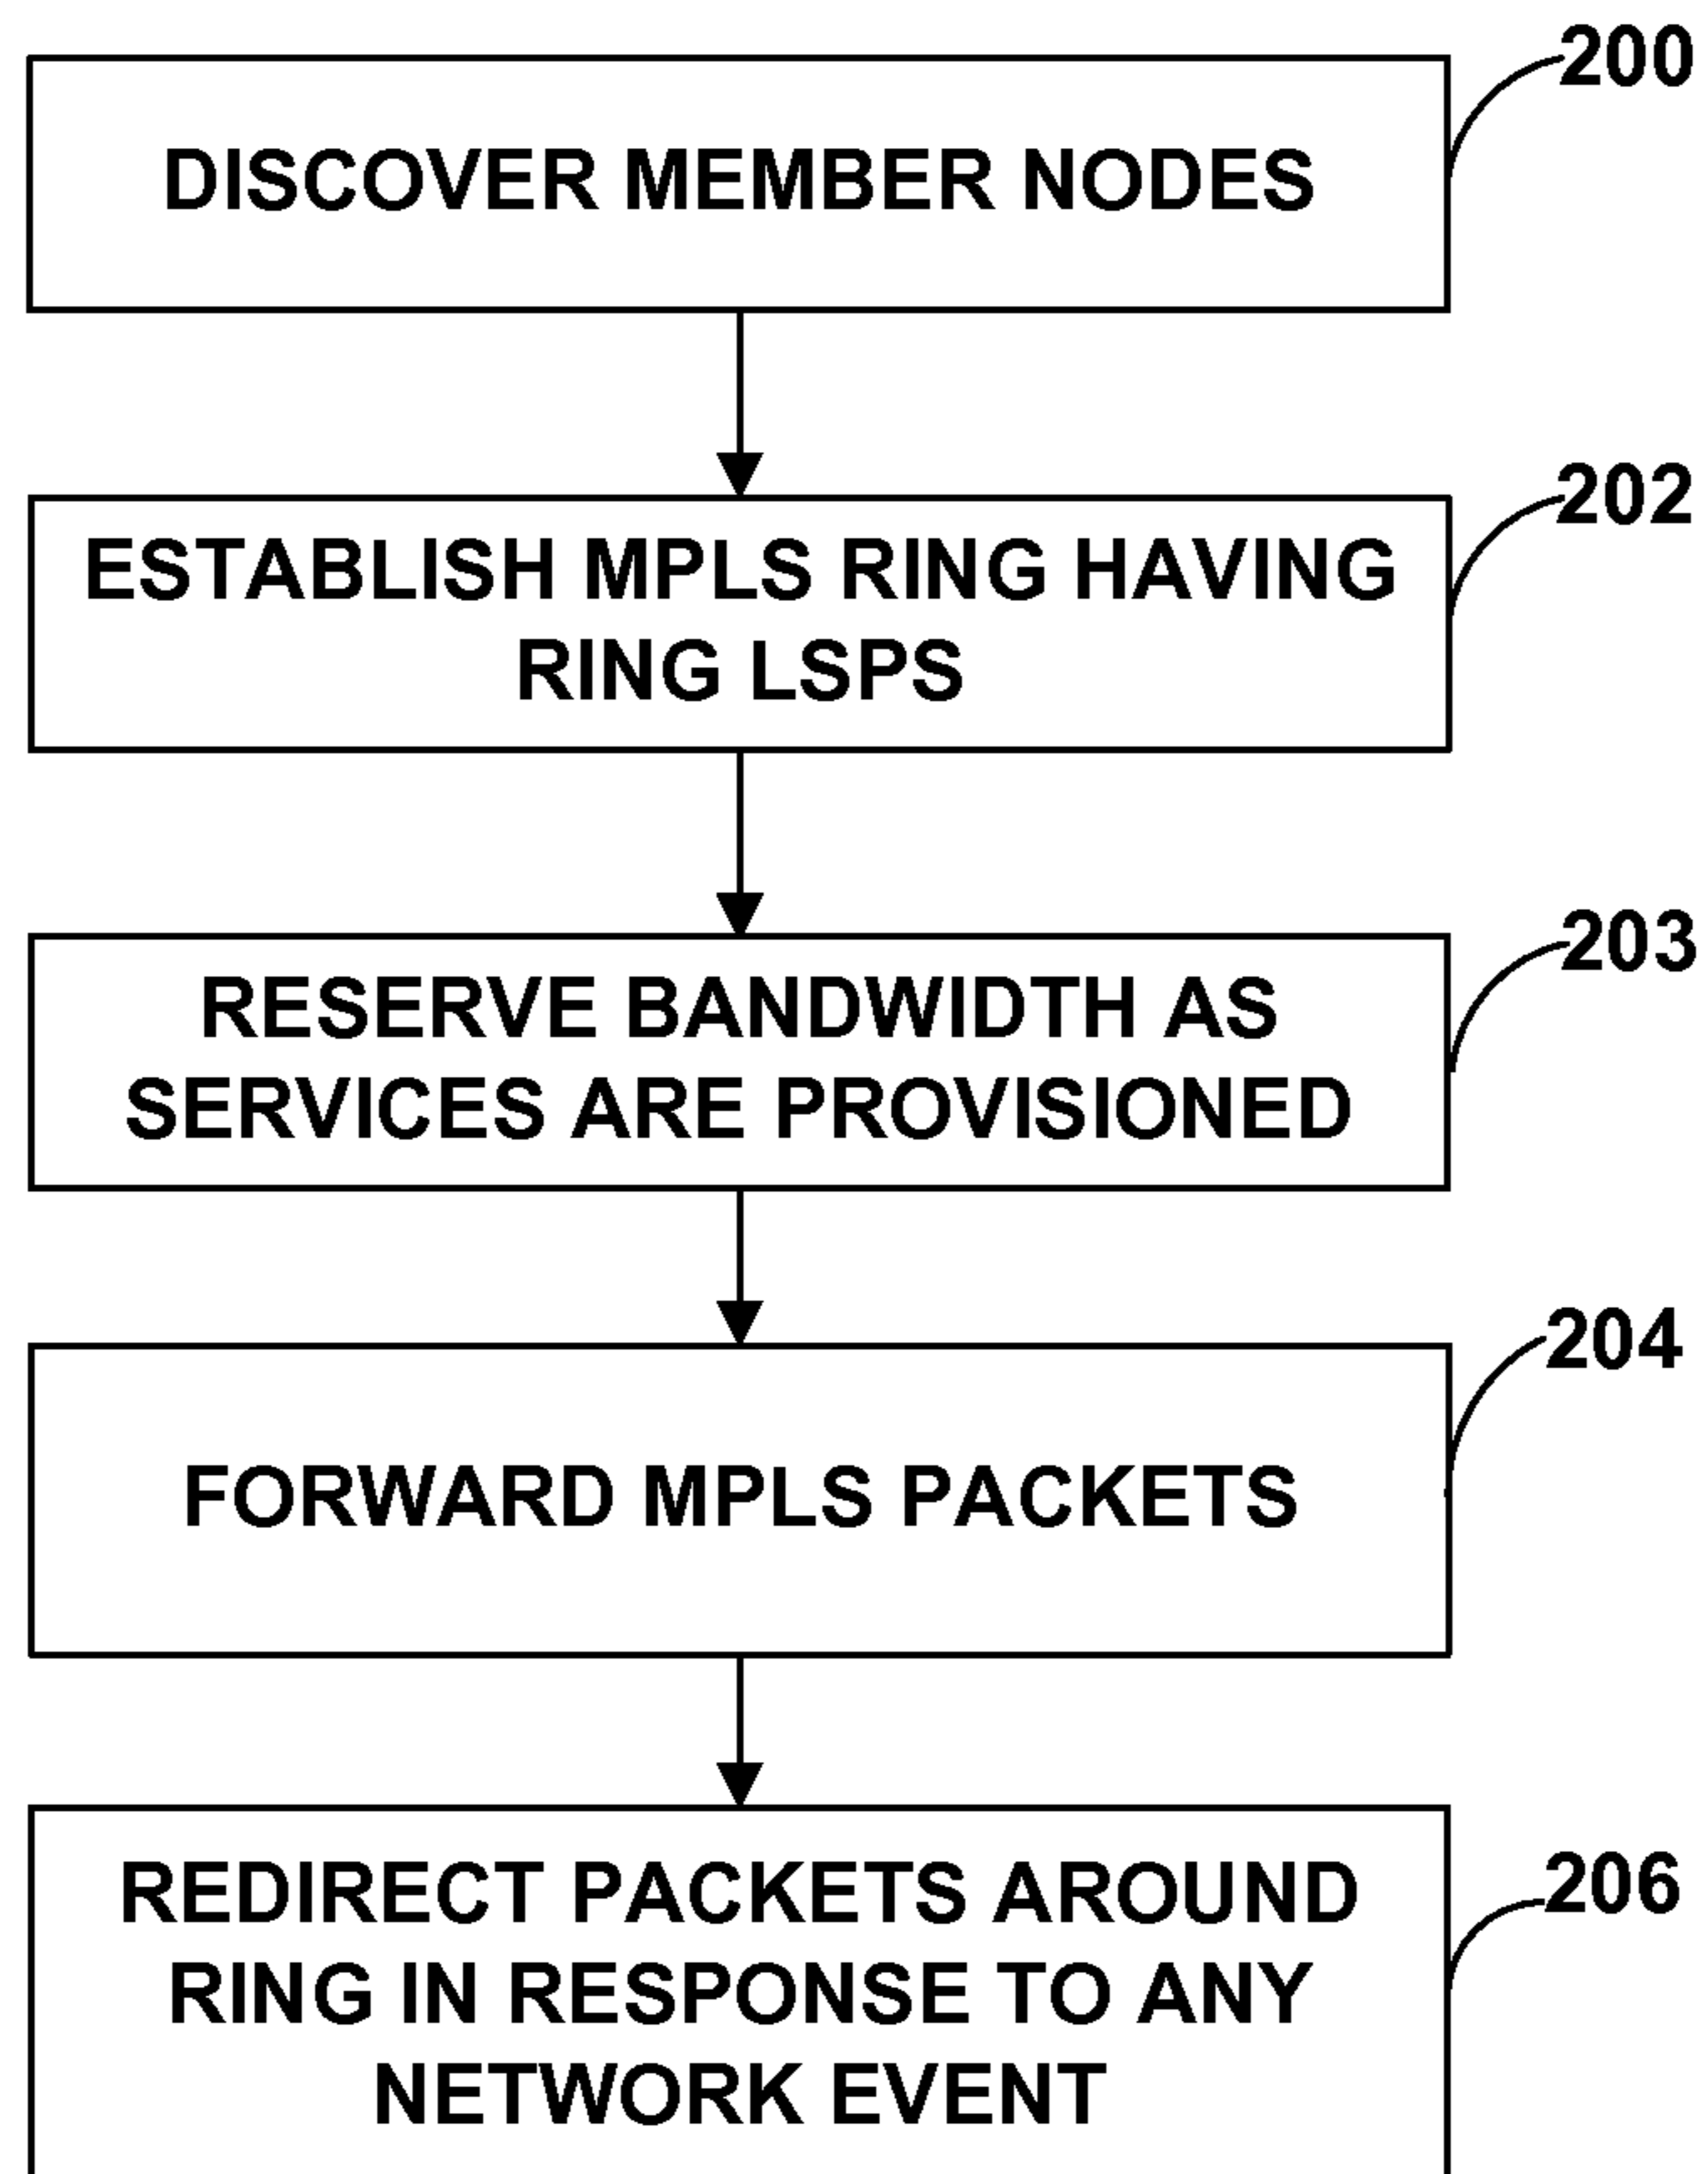 200
DISCOVER MEMBER NODES
202
ESTABLISH MPLS RING HAVING
RING LSPS
203
RESERVE BANDWIDTH AS
SERVICES ARE PROVISIONED
204
FORWARD MPLS PACKETS
206
REDIRECT PACKETS AROUND
RING IN RESPONSE TO ANY
NETWORK EVENT